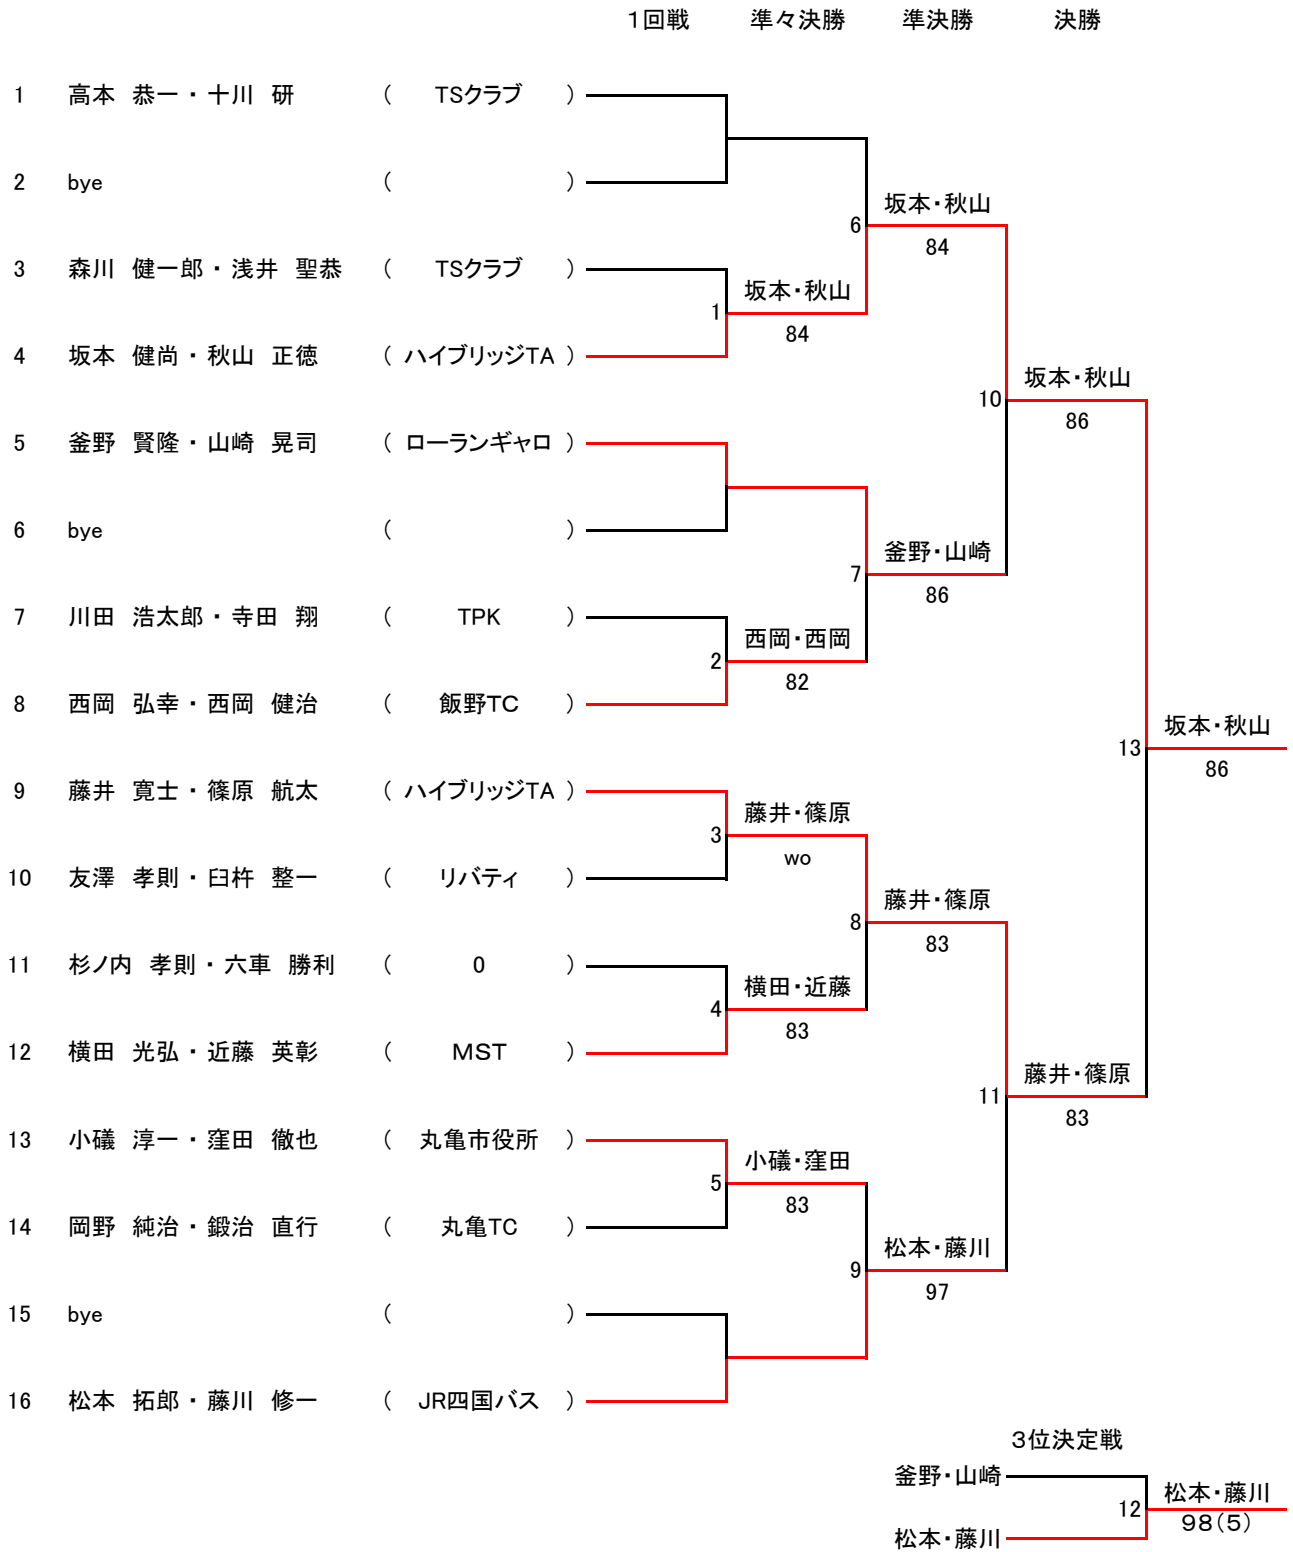 1回戦 準々決勝 準決勝 決勝
1 高本 恭一・十川 研 ( TSクラブ )
2 bye ( )
6 坂本・秋山
84
3 森川 健一郎・浅井 聖恭 ( TSクラブ )
1 坂本・秋山
84
4 坂本 健尚・秋山 正徳 ( ハイブリッジTA )
10 坂本・秋山
86
5 釜野 賢隆・山崎 晃司 ( ローランギャロ )
6 bye ( )
7 釜野・山崎
86
7 川田 浩太郎・寺田 翔 ( TPK )
2 西岡・西岡
82
8 西岡 弘幸・西岡 健治 ( 飯野TC )
13 坂本・秋山
86
9 藤井 寛士・篠原 航太 ( ハイブリッジTA )
3 藤井・篠原
wo
10 友澤 孝則・臼杵 整一 ( リバティ )
8 藤井・篠原
83
11 杉ノ内 孝則・六車 勝利 ( 0 )
4 横田・近藤
83
12 横田 光弘・近藤 英彰 ( MST )
11 藤井・篠原
83
13 小礒 淳一・窪田 徹也 ( 丸亀市役所 )
5 小礒・窪田
83
14 岡野 純治・鍛治 直行 ( 丸亀TC )
9 松本・藤川
97
15 bye ( )
16 松本 拓郎・藤川 修一 ( JR四国バス )
3位決定戦
釜野・山崎
12 松本・藤川
98(5)
松本・藤川